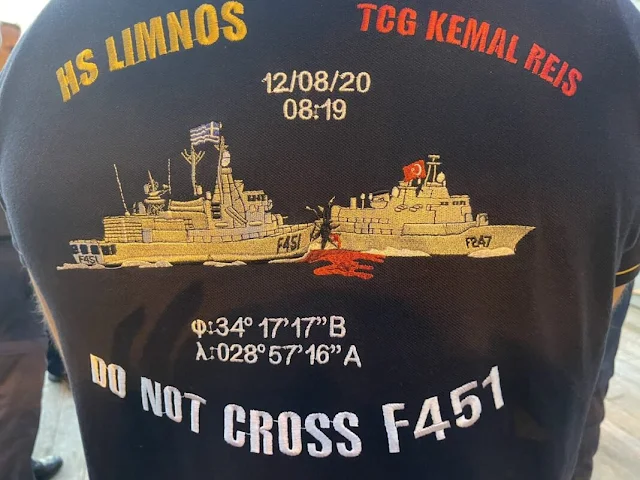 HS LIMNOS
TCG KEMAL REIS
12/08/20
08:19
F451
F451
F247
φ:34° 17'17"B
λ:028° 57'16"A
DO NOT CROSS F451